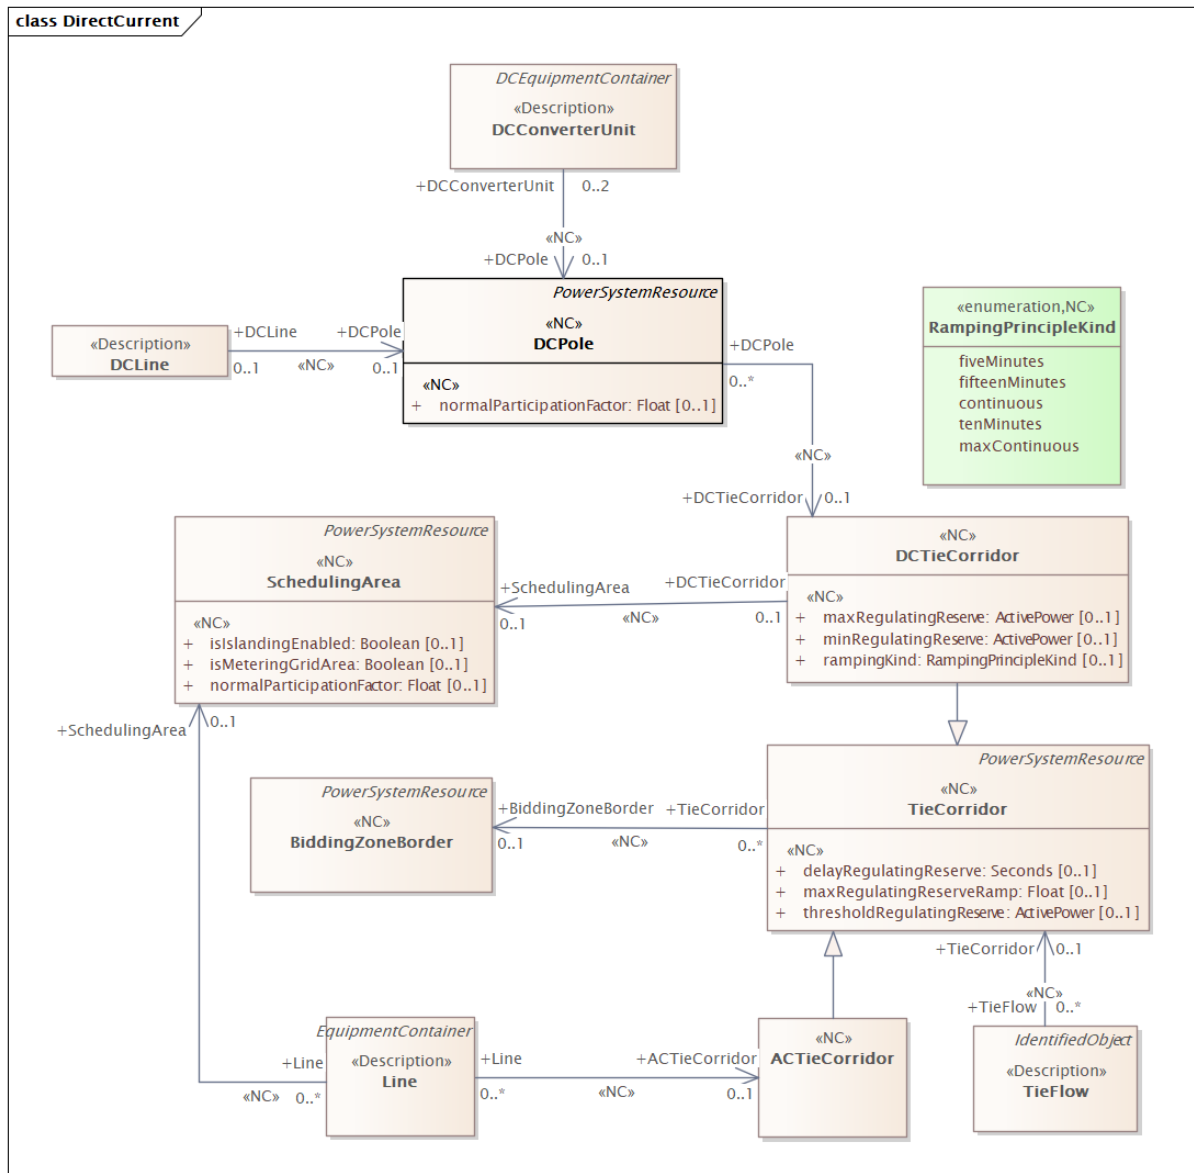 class DirectCurrent
DCEquipmentContainer
«Description»
DCConverterUnit
+DCConverterUnit 0..2
«NC»
+DCPole 0..1
PowerSystemResource
«NC»
DCPole
«NC»
+ normalParticipationFactor: Float [0..1]
«Description»
DCLine
+DCLine +DCPole
0..1 «NC» 0..1
+DCPole
0..*
«NC»
+DCTieCorridor 0..1
«enumeration,NC»
RampingPrincipleKind
fiveMinutes
fifteenMinutes
continuous
tenMinutes
maxContinuous
PowerSystemResource
«NC»
SchedulingArea
«NC»
+ isIslandingEnabled: Boolean [0..1]
+ isMeteringGridArea: Boolean [0..1]
+ normalParticipationFactor: Float [0..1]
+SchedulingArea +DCTieCorridor
0..1 «NC» 0..1
«NC»
DCTieCorridor
«NC»
+ maxRegulatingReserve: ActivePower [0..1]
+ minRegulatingReserve: ActivePower [0..1]
+ rampingKind: RampingPrincipleKind [0..1]
+SchedulingArea 0..1
PowerSystemResource
«NC»
BiddingZoneBorder
+BiddingZoneBorder +TieCorridor
0..1 «NC» 0..*
PowerSystemResource
«NC»
TieCorridor
«NC»
+ delayRegulatingReserve: Seconds [0..1]
+ maxRegulatingReserveRamp: Float [0..1]
+ thresholdRegulatingReserve: ActivePower [0..1]
+TieCorridor 0..1
«NC»
+TieFlow 0..*
+Line
«NC» 0..*
EquipmentContainer
«Description»
Line
+Line +ACTieCorridor
0..* «NC» 0..1
«NC»
ACTieCorridor
IdentifiedObject
«Description»
TieFlow